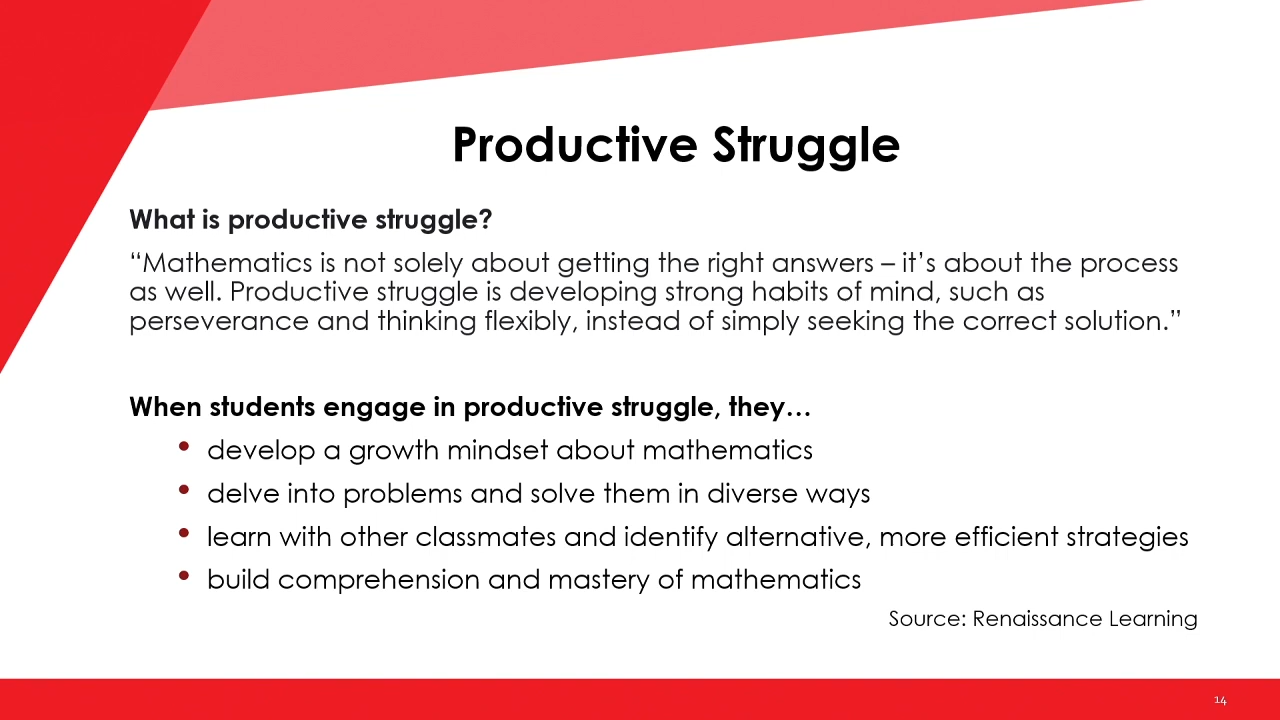 Productive Struggle
What is productive struggle?
“Mathematics is not solely about getting the right answers – it’s about the process
as well. Productive struggle is developing strong habits of mind, such as
perseverance and thinking flexibly, instead of simply seeking the correct solution.”
When students engage in productive struggle, they…
• develop a growth mindset about mathematics
• delve into problems and solve them in diverse ways
• learn with other classmates and identify alternative, more efficient strategies
• build comprehension and mastery of mathematics
Source: Renaissance Learning
14